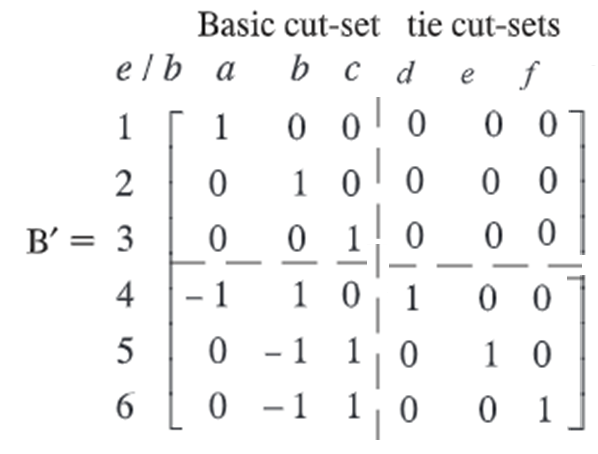 Basic cut-set tie cut-sets
e / b a b c d e f
1 1 0 0 0 0 0
2 0 1 0 0 0 0
B′ = 3 0 0 1 0 0 0
4 – 1 1 0 1 0 0
5 0 – 1 1 0 1 0
6 0 – 1 1 0 0 1